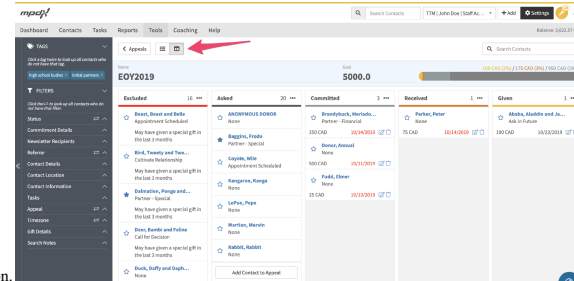 mpdx
Search Contacts
TTM | John Doe | Staff Ac...
+Add
Settings
Dashboard Contacts Tasks Reports Tools Coaching Help
TAGS
Click a tag twice to look up all contacts who do not have that tag.
high school buddies × initial partners ×
FILTERS
Click the to look up all contacts who do not have that filter.
Status
Commitment Details
Newsletter Recipients
Referrer
Contact Details
Contact Location
Contact Information
Tasks
Appeal
Timezone
Gift Details
Search Notes
Appeals
Search Contacts
Name
EOY2019
Goal
5000.0
Excluded 16
Beast, Beast and Belle
Appointment Scheduled
May have given a special gift in the last 3 months
Bird, Tweety and Twe...
Cultivate Relationship
May have given a special gift in the last 3 months
Dalmation, Pongo and...
Partner - Special
May have given a special gift in the last 3 months
Deer, Bambi and Feline
Call for Decision
May have given a special gift in the last 3 months
Duck, Daffy and Daph...
None
Asked 20
ANONYMOUS DONOR
None
Baggins, Frodo
Partner - Special
Coyote, Wile
Appointment Scheduled
Kangaroo, Kanga
None
LePue, Pepe
None
Martian, Marvin
None
Rabbit, Rabbit
None
Add Contact to Appeal
Committed 3
Brandybuck, Meriado...
Partner - Financial
350 CAD 10/14/2019
Donor, Annual
None
500 CAD 10/11/2019
Fudd, Elmer
None
25 CAD 10/10/2019
Received 1
Parker, Peter
None
75 CAD 10/14/2019
Given 1
Ababa, Aladdin and Ja...
Ask in Future
100 CAD 10/23/2019
on.